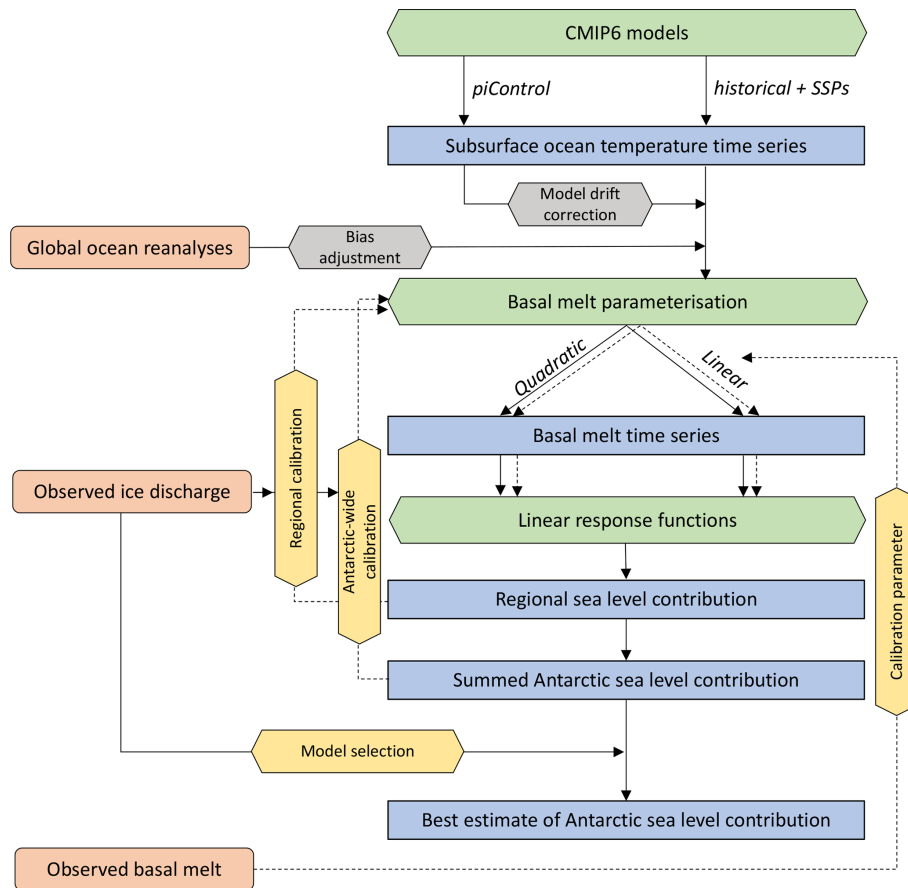 CMIP6 models
piControl
historical + SSPs
Subsurface ocean temperature time series
Model drift
correction
Global ocean reanalyses
Bias
adjustment
Basal melt parameterisation
Quadratic
Linear
Basal melt time series
Observed ice discharge
Regional calibration
Antarctic-wide
calibration
Linear response functions
Calibration parameter
Regional sea level contribution
Summed Antarctic sea level contribution
Model selection
Best estimate of Antarctic sea level contribution
Observed basal melt